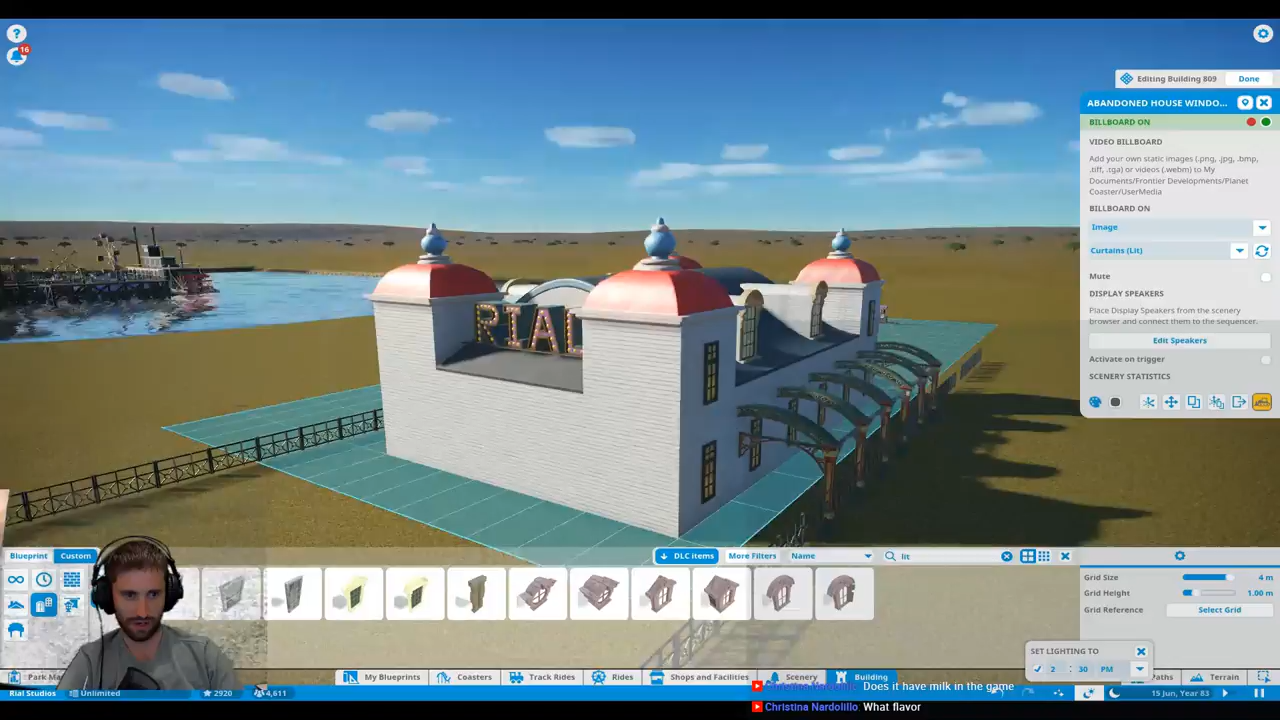 16
Editing Building 809 Done
ABANDONED HOUSE WINDO...
BILLBOARD ON
VIDEO BILLBOARD
Add your own static images (.png, .jpg, .bmp,
.tiff, .tga) or videos (.webm) to My
Documents/Frontier Developments/Planet
Coaster/UserMedia
BILLBOARD ON
Image
Curtains (Lit)
Mute
DISPLAY SPEAKERS
Place Display Speakers from the scenery
browser and connect them to the sequencer.
Edit Speakers
Activate on trigger
SCENERY STATISTICS
RIAL
Blueprint Custom DLC items More Filters Name lit
Grid Size 4 m
Grid Height 1.00 m
Grid Reference Select Grid
SET LIGHTING TO
2 : 30 PM
Park My Blueprints Coasters Track Rides Rides Shops and Facilities Scenery Building Paths Terrain
Rial Studios Unlimited 2920 4,611 15 Jun, Year 83
Christina Nardolillo Does it have milk in the game
Christina Nardolillo What flavor